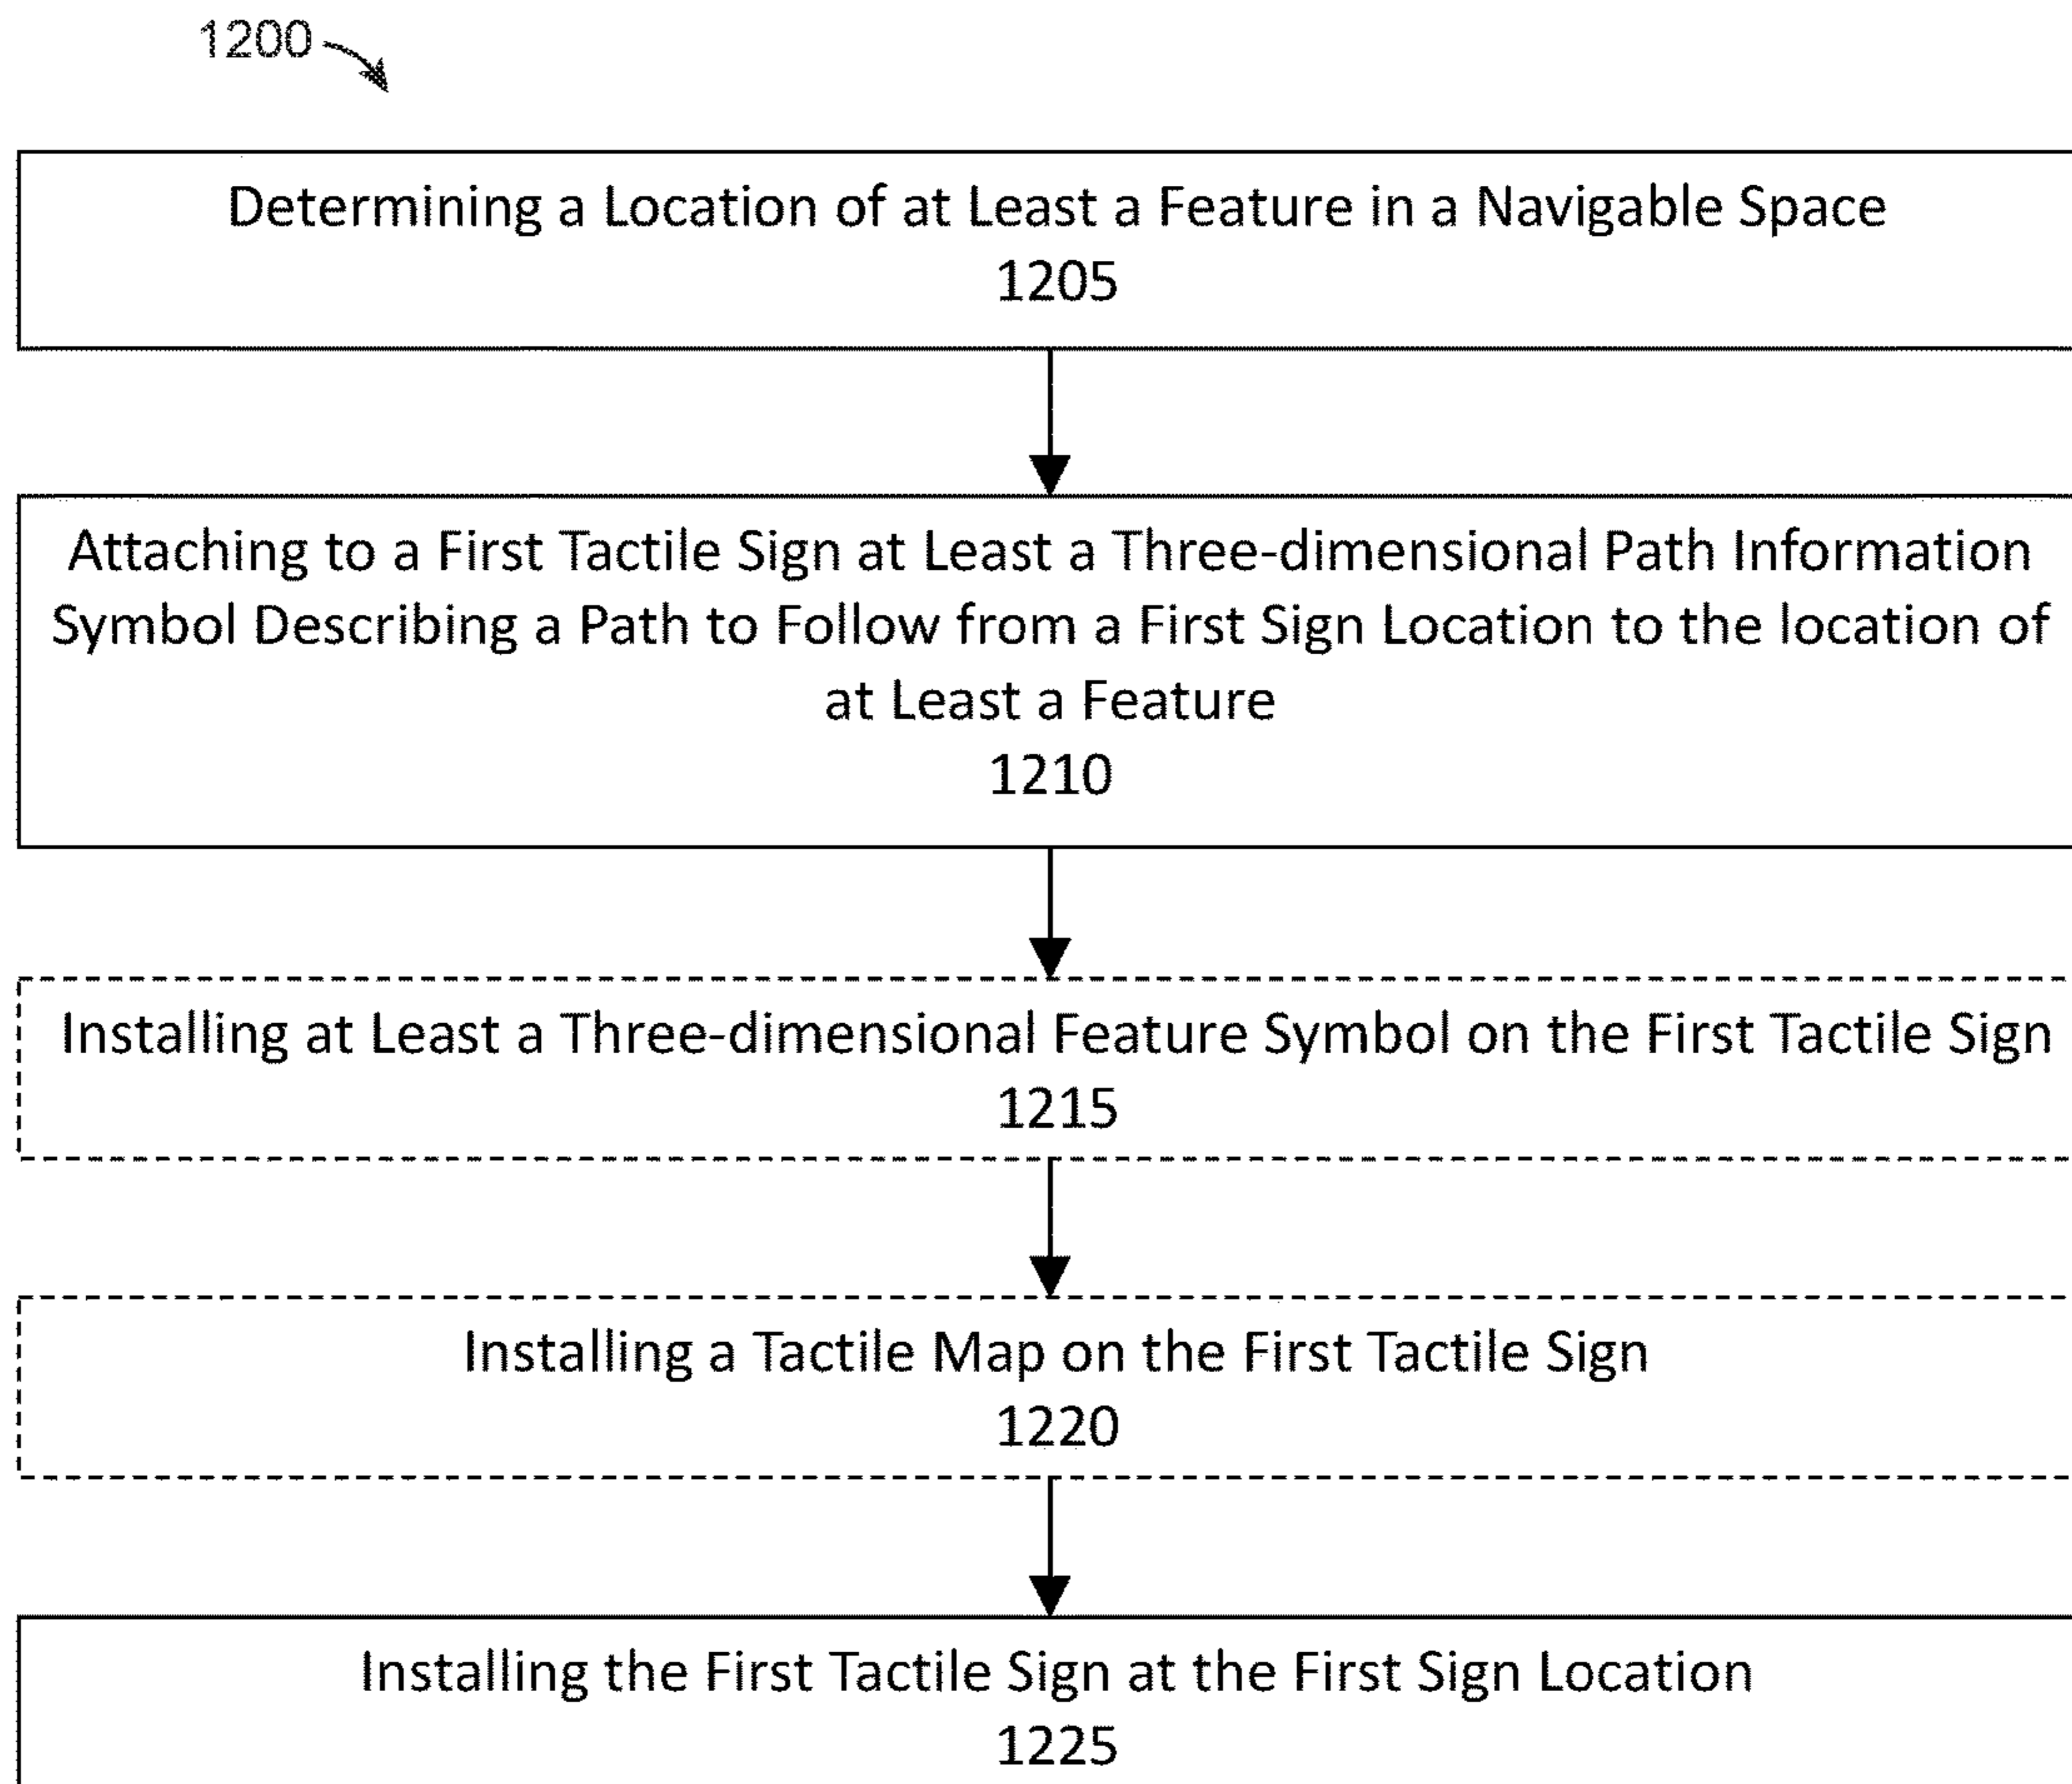 1200
Determining a Location of at Least a Feature in a Navigable Space
1205
Attaching to a First Tactile Sign at Least a Three-dimensional Path Information
Symbol Describing a Path to Follow from a First Sign Location to the location of
at Least a Feature
1210
Installing at Least a Three-dimensional Feature Symbol on the First Tactile Sign
1215
Installing a Tactile Map on the First Tactile Sign
1220
Installing the First Tactile Sign at the First Sign Location
1225